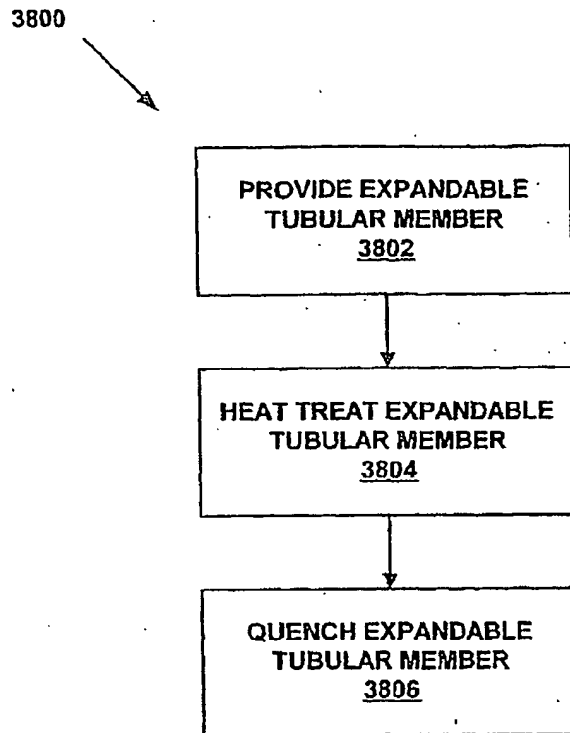 3800
PROVIDE EXPANDABLE
TUBULAR MEMBER
3802
HEAT TREAT EXPANDABLE
TUBULAR MEMBER
3804
QUENCH EXPANDABLE
TUBULAR MEMBER
3806